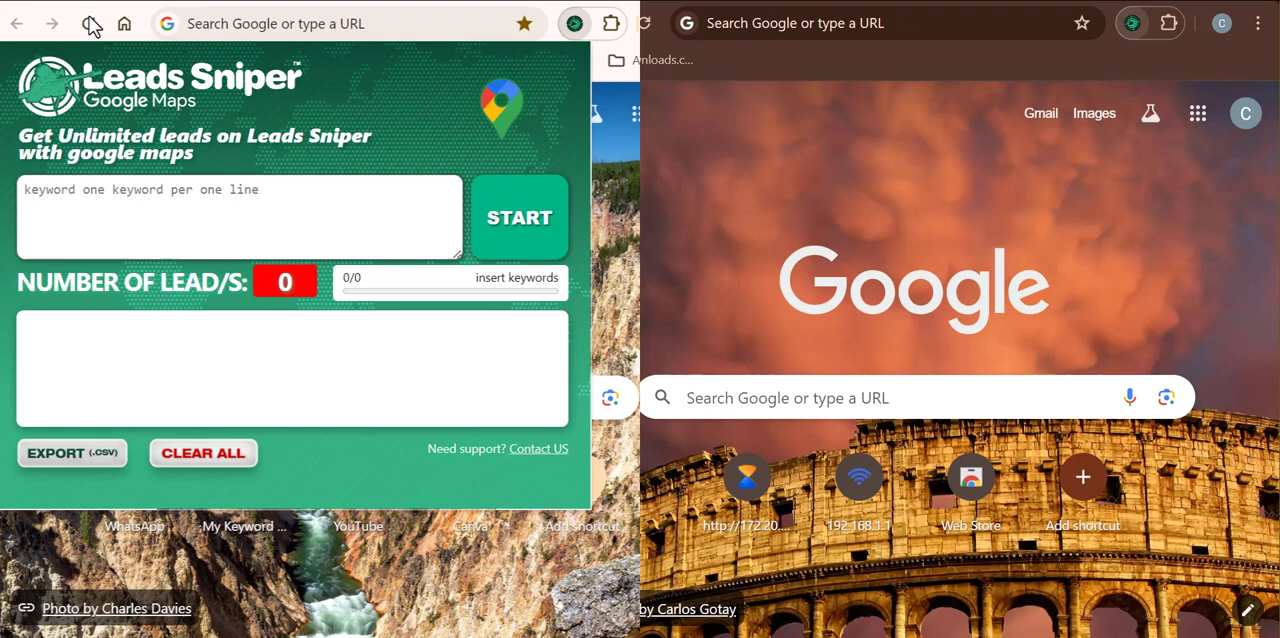 Search Google or type a URL
Leads Sniper™
Google Maps
Get Unlimited leads on Leads Sniper
with google maps
keyword one keyword per one line
START
NUMBER OF LEAD/S: 0
0/0 insert keywords
EXPORT (.CSV)
CLEAR ALL
Need support? Contact US
WhatsApp
My Keyword ...
YouTube
Canva
Add shortcut
Photo by Charles Davies
Search Google or type a URL
C
Anloads.c...
Gmail
Images
C
Google
Search Google or type a URL
http://172.20....
192.168.1.1
Web Store
Add shortcut
by Carlos Gotay